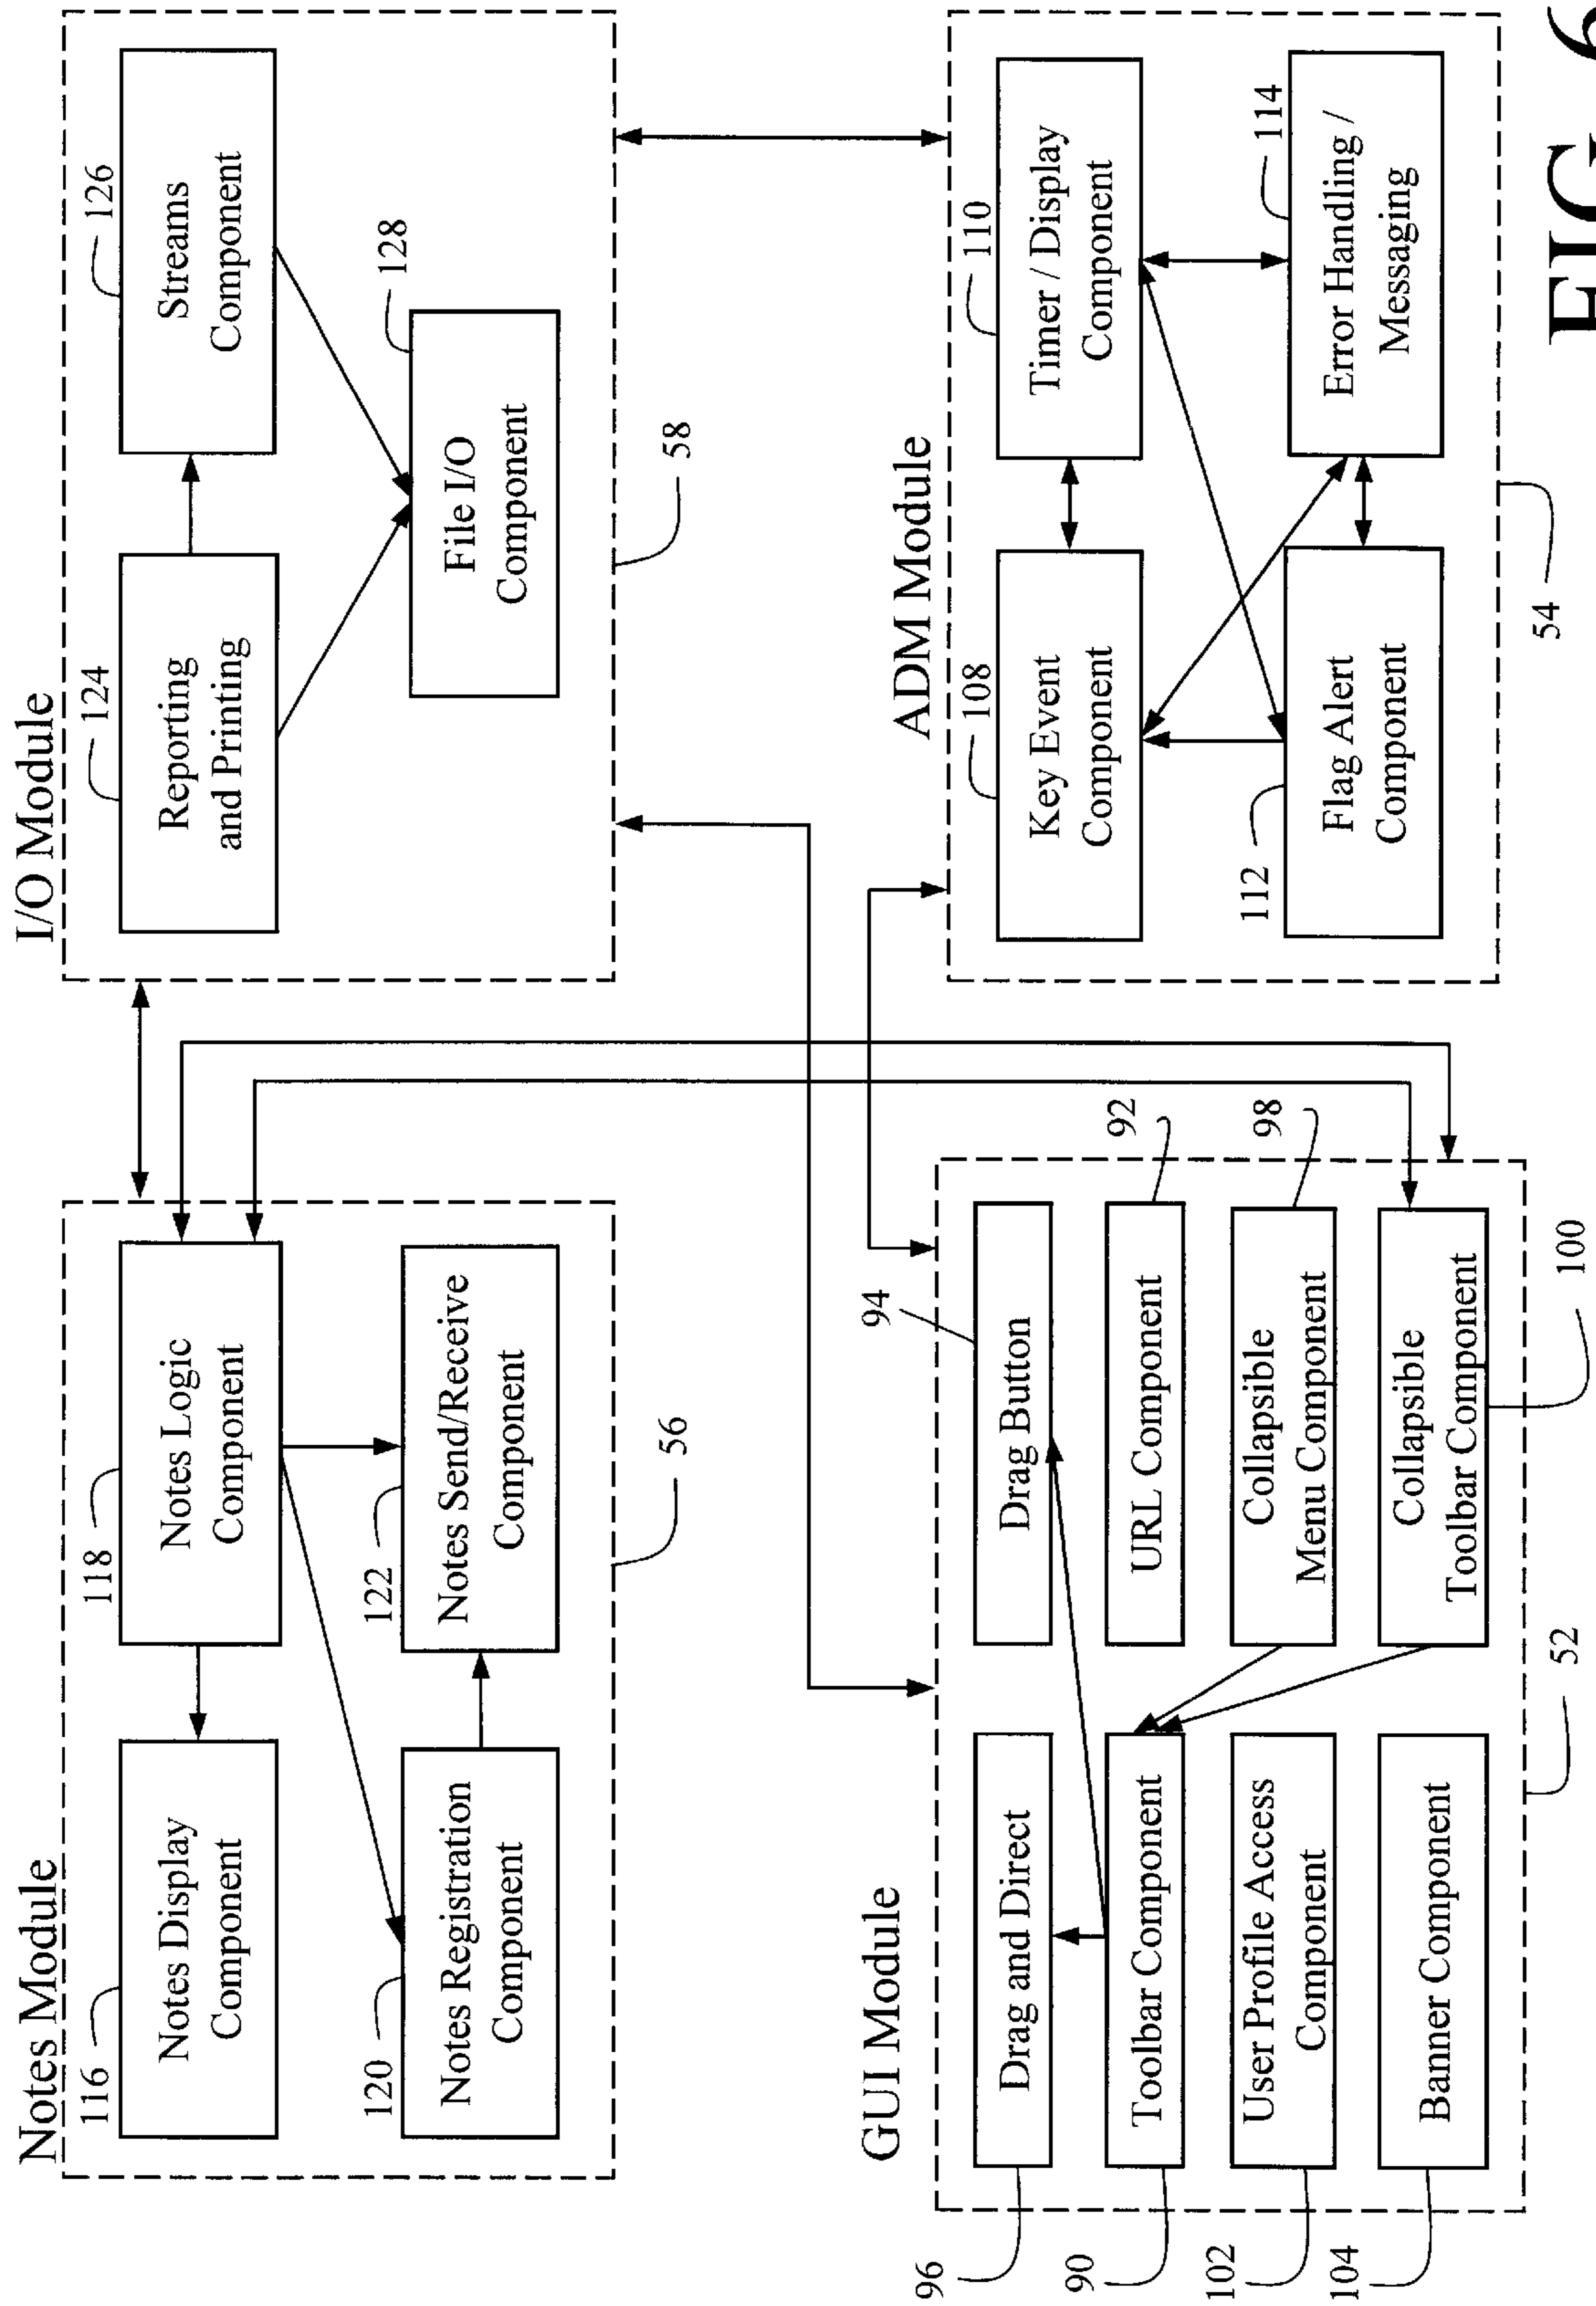 Notes Module
116
Notes Display
Component
118
Notes Logic
Component
120
Notes Registration
Component
122
Notes Send/Receive
Component
56
I/O Module
124
Reporting
and Printing
126
Streams
Component
128
File I/O
Component
58
GUI Module
96
Drag and Direct
94
Drag Button
90
Toolbar Component
92
URL Component
102
User Profile Access
Component
98
Collapsible
Menu Component
104
Banner Component
100
Collapsible
Toolbar Component
52
ADM Module
108
Key Event
Component
110
Timer / Display
Component
112
Flag Alert
Component
114
Error Handling /
Messaging
54
FIG 6